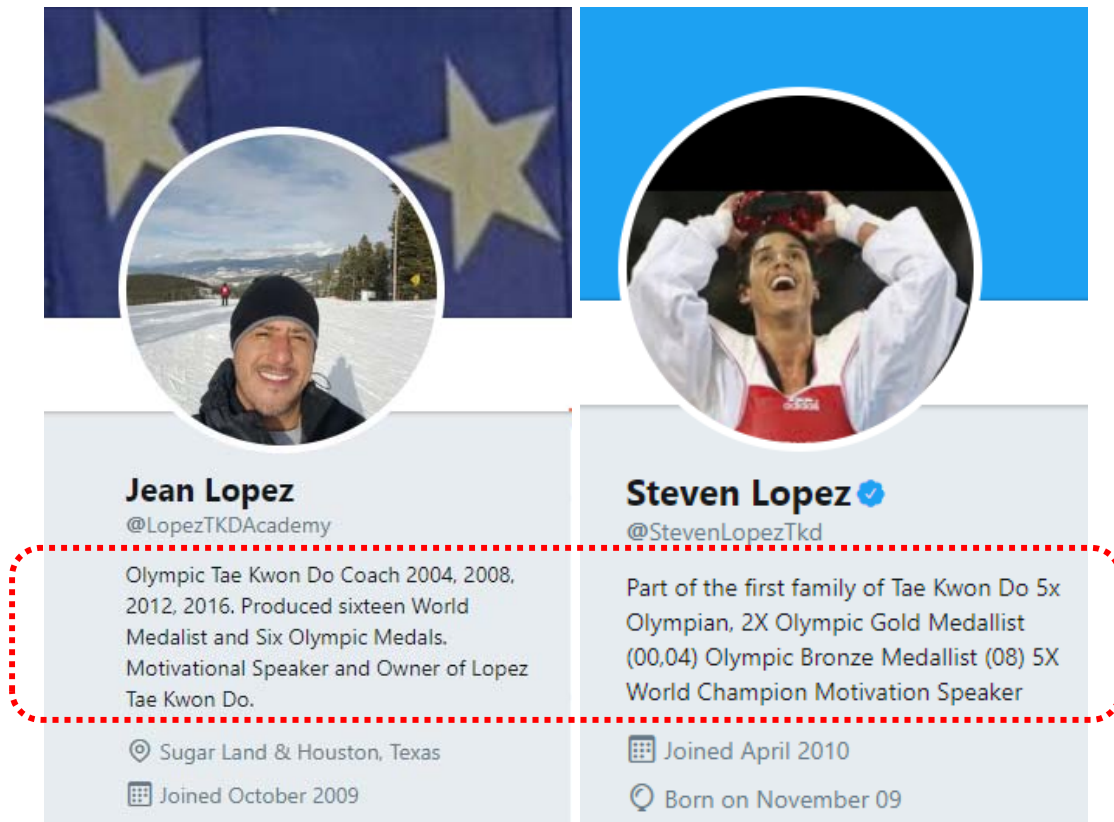 Jean Lopez
@LopezTKDAcademy
Olympic Tae Kwon Do Coach 2004, 2008,
2012, 2016. Produced sixteen World
Medalist and Six Olympic Medals.
Motivational Speaker and Owner of Lopez
Tae Kwon Do.
Sugar Land & Houston, Texas
Joined October 2009
adidas
Steven Lopez
@StevenLopezTkd
Part of the first family of Tae Kwon Do 5x
Olympian, 2X Olympic Gold Medallist
(00,04) Olympic Bronze Medallist (08) 5X
World Champion Motivation Speaker
Joined April 2010
Born on November 09